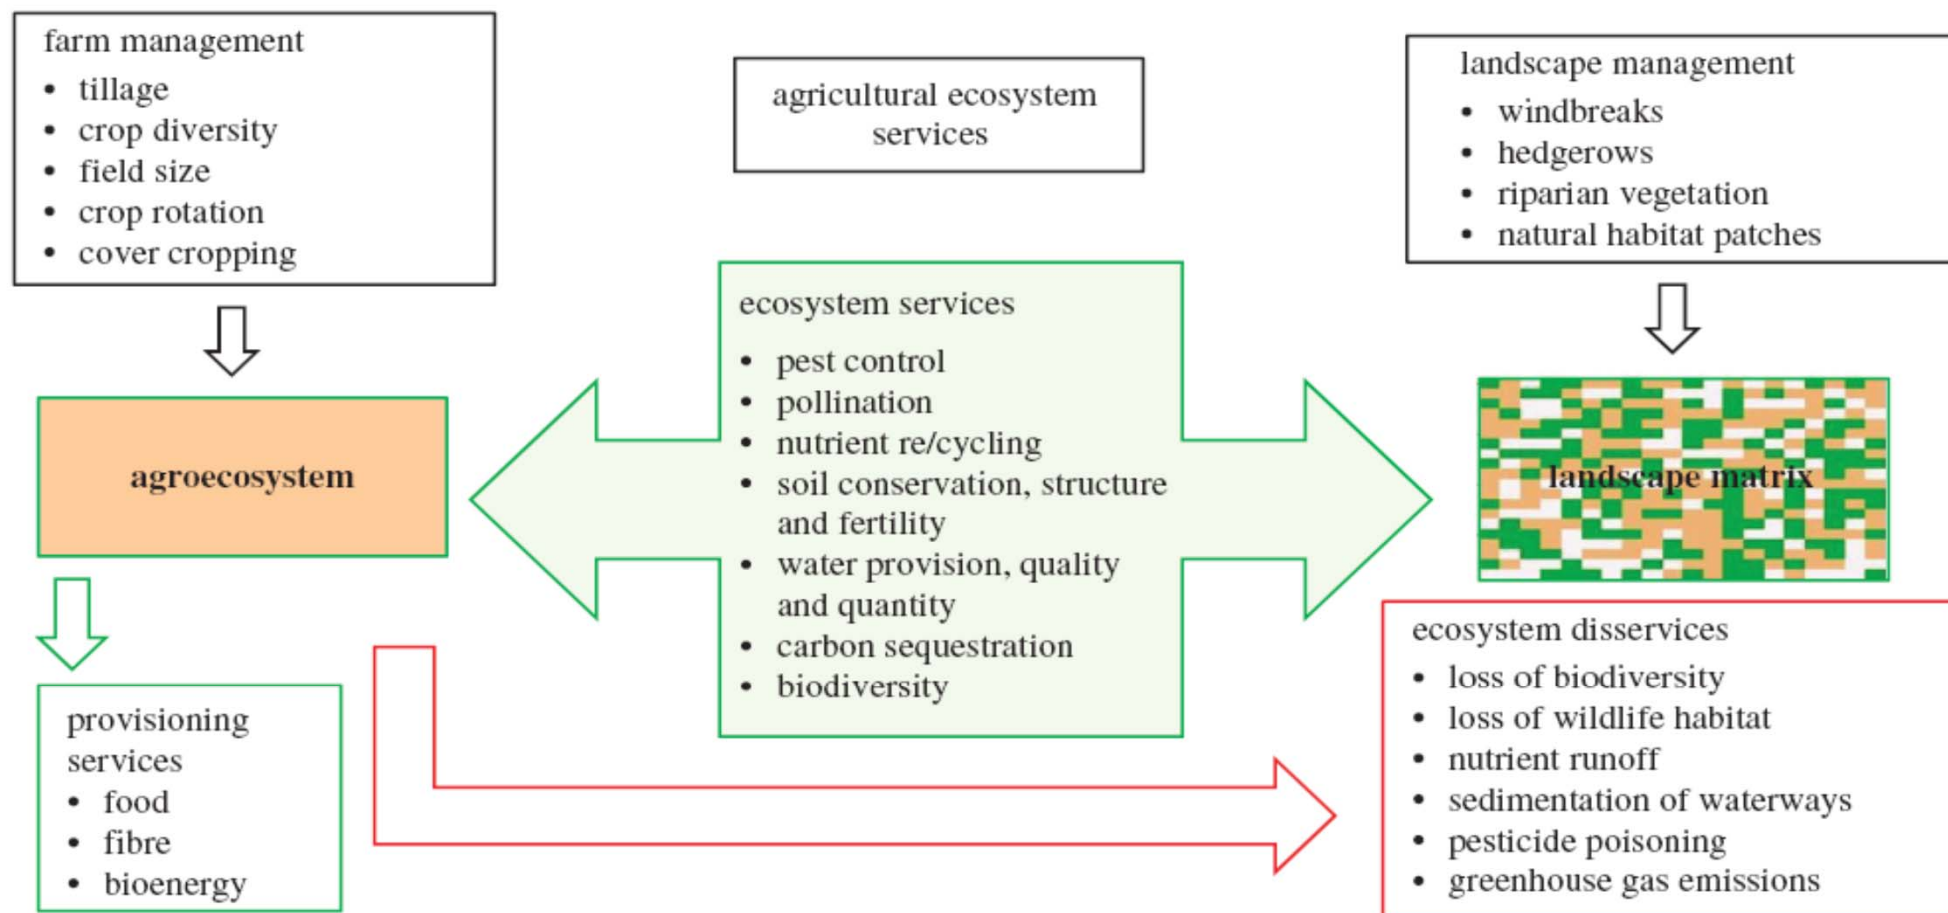 farm management
• tillage
• crop diversity
• field size
• crop rotation
• cover cropping
agricultural ecosystem
services
landscape management
• windbreaks
• hedgerows
• riparian vegetation
• natural habitat patches
agroecosystem
ecosystem services
• pest control
• pollination
• nutrient re/cycling
• soil conservation, structure
and fertility
• water provision, quality
and quantity
• carbon sequestration
• biodiversity
landscape matrix
provisioning
services
• food
• fibre
• bioenergy
ecosystem disservices
• loss of biodiversity
• loss of wildlife habitat
• nutrient runoff
• sedimentation of waterways
• pesticide poisoning
• greenhouse gas emissions